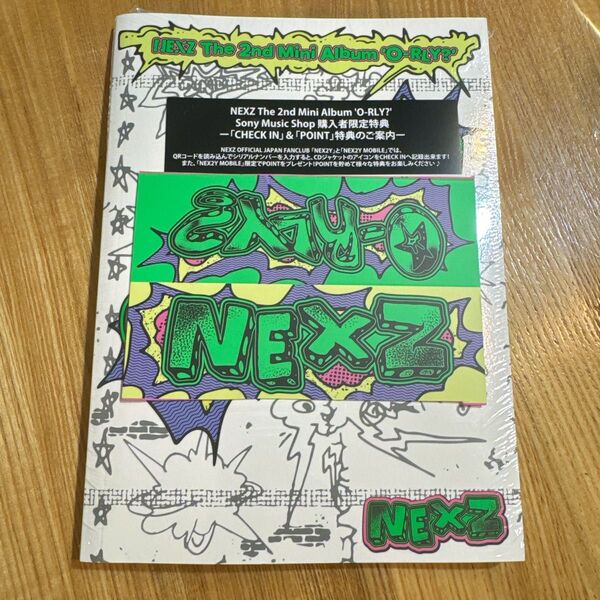 NEXZ The 2nd Mini Album 'O-RLY?'
NEXZ The 2nd Mini Album 'O-RLY?'
Sony Music Shop 購入者限定特典
ー「CHECK IN」&「POINT」特典のご案内ー
NEXZ OFFICIAL JAPAN FANCLUB 「NEX2Y」と「NEX2Y MOBILE」では、
QRコードを読み込んでシリアルナンバーを入力すると、CDジャケットのアイコンをCHECK INへ記録出来ます!
また、「NEX2Y MOBILE」限定でPOINTをプレゼント!POINTを貯めて様々な特典をお楽しみください♪
O-RLY?
NEXZ
NEXZ